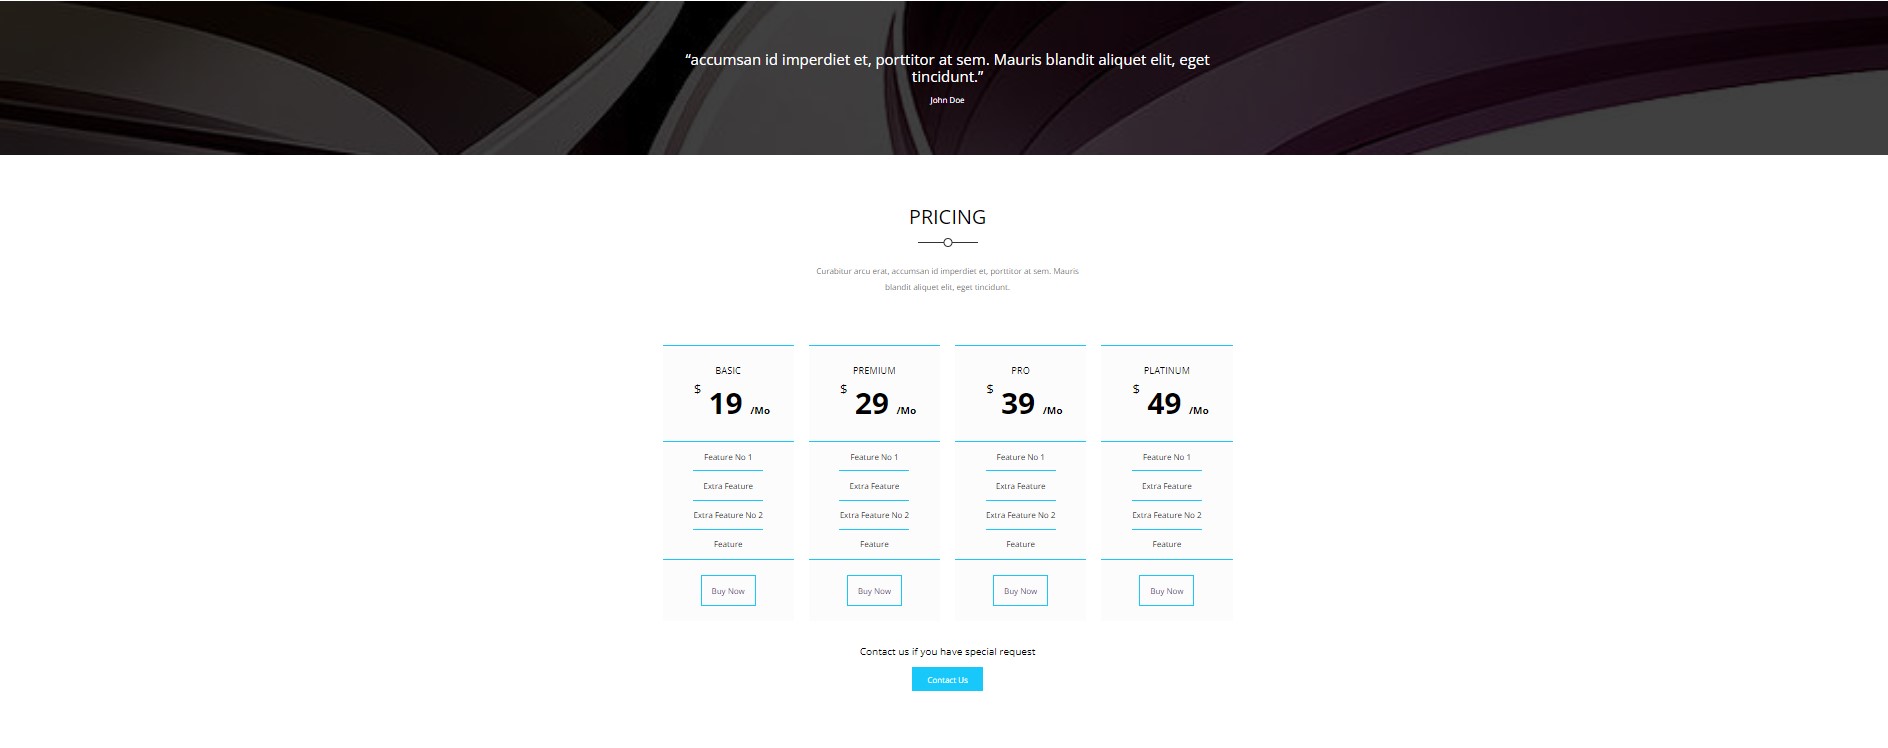 “accumsan id imperdiet et, porttitor at sem. Mauris blandit aliquet elit, eget
tincidunt.”
John Doe
PRICING
Curabitur arcu erat, accumsan id imperdiet et, porttitor at sem. Mauris
blandit aliquet elit, eget tincidunt.
BASIC
$ 19 /Mo
Feature No 1
Extra Feature
Extra Feature No 2
Feature
Buy Now
PREMIUM
$ 29 /Mo
Feature No 1
Extra Feature
Extra Feature No 2
Feature
Buy Now
PRO
$ 39 /Mo
Feature No 1
Extra Feature
Extra Feature No 2
Feature
Buy Now
PLATINUM
$ 49 /Mo
Feature No 1
Extra Feature
Extra Feature No 2
Feature
Buy Now
Contact us if you have special request
Contact Us